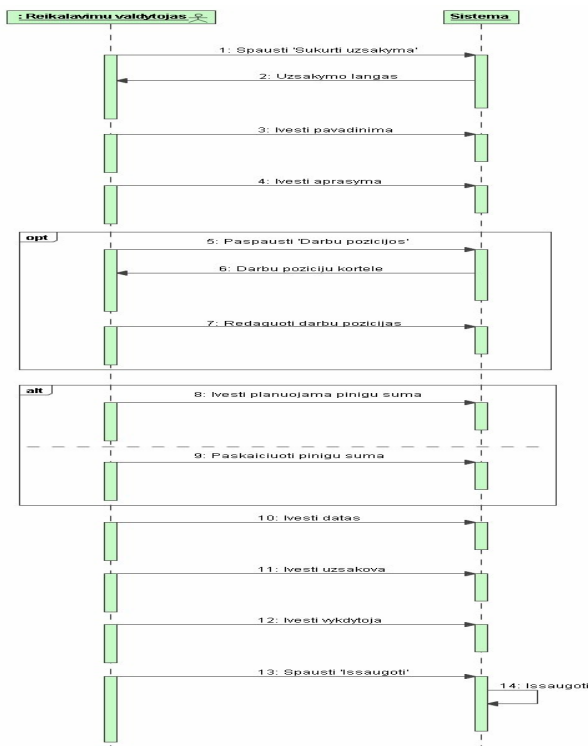 : Reikalavimu valdytojas
Sistema
1: Spausti 'Sukurti uzsakyma'
2: Uzsakymo langas
3: Ivesti pavadinima
4: Ivesti aprasyma
opt
5: Paspausti 'Darbu pozicijos'
6: Darbu poziciju kortele
7: Redaguoti darbu pozicijas
alt
8: Ivesti planuojama pinigu suma
9: Paskaiciuoti pinigu suma
10: Ivesti datas
11: Ivesti uzsakova
12: Ivesti vykdytoja
13: Spausti 'Issaugoti'
14: Issaugoti